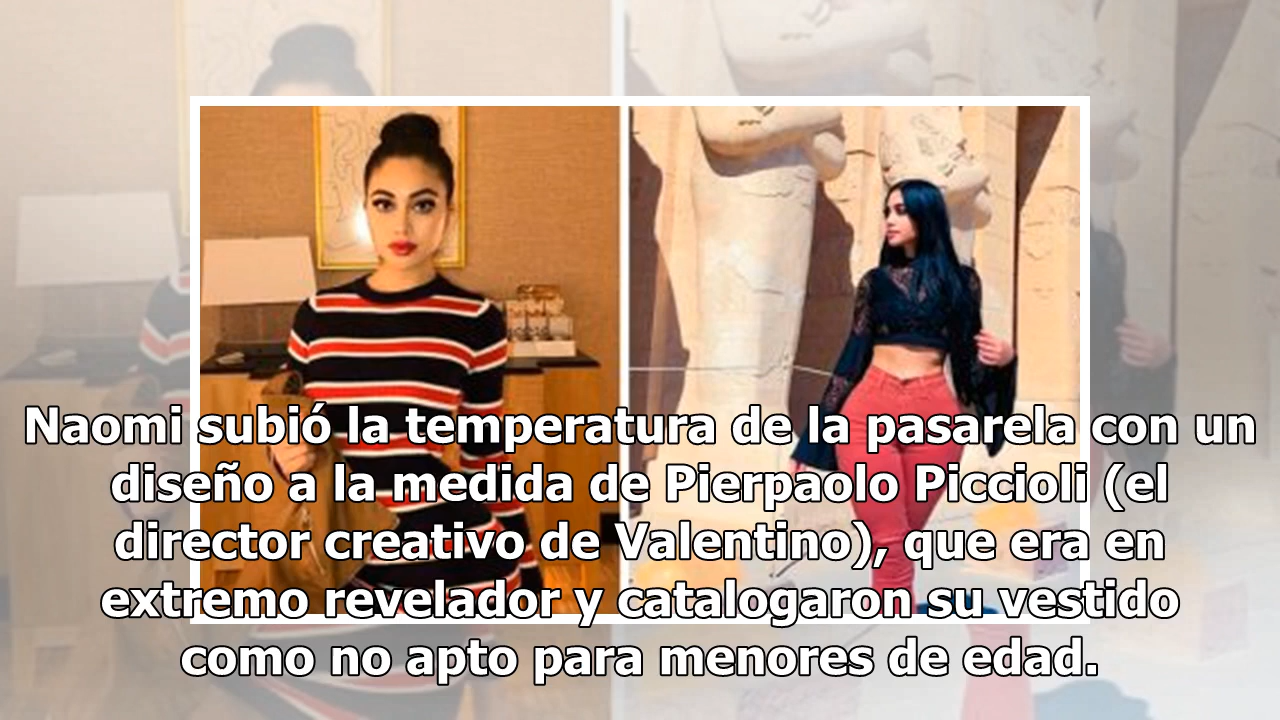 Naomi subió la temperatura de la pasarela con un
diseño a la medida de Pierpaolo Piccioli (el
director creativo de Valentino), que era en
extremo revelador y catalogaron su vestido
como no apto para menores de edad.